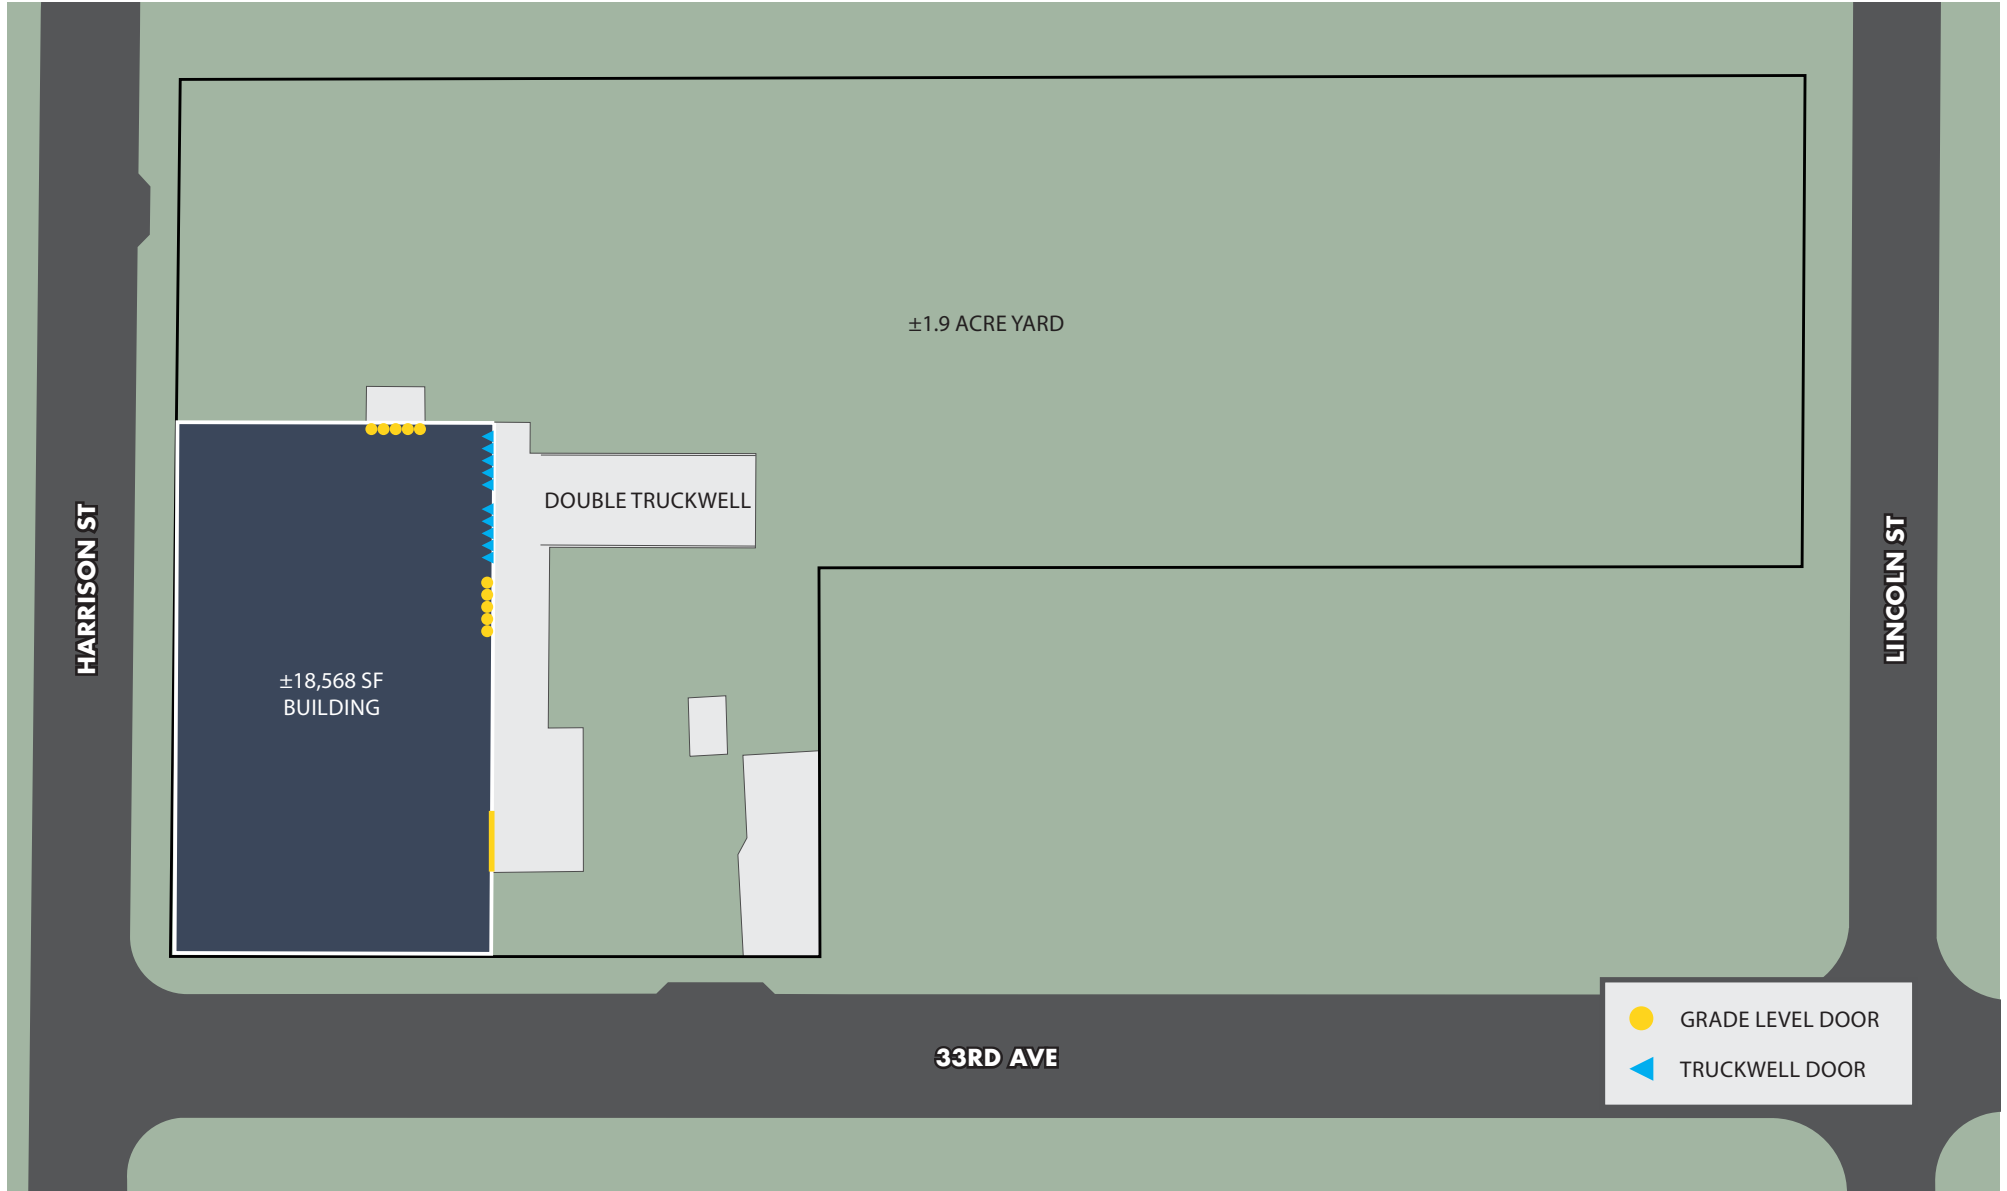 ±1.9 ACRE YARD
DOUBLE TRUCKWELL
HARRISON ST
LINCOLN ST
±18,568 SF
BUILDING
33RD AVE
GRADE LEVEL DOOR
TRUCKWELL DOOR